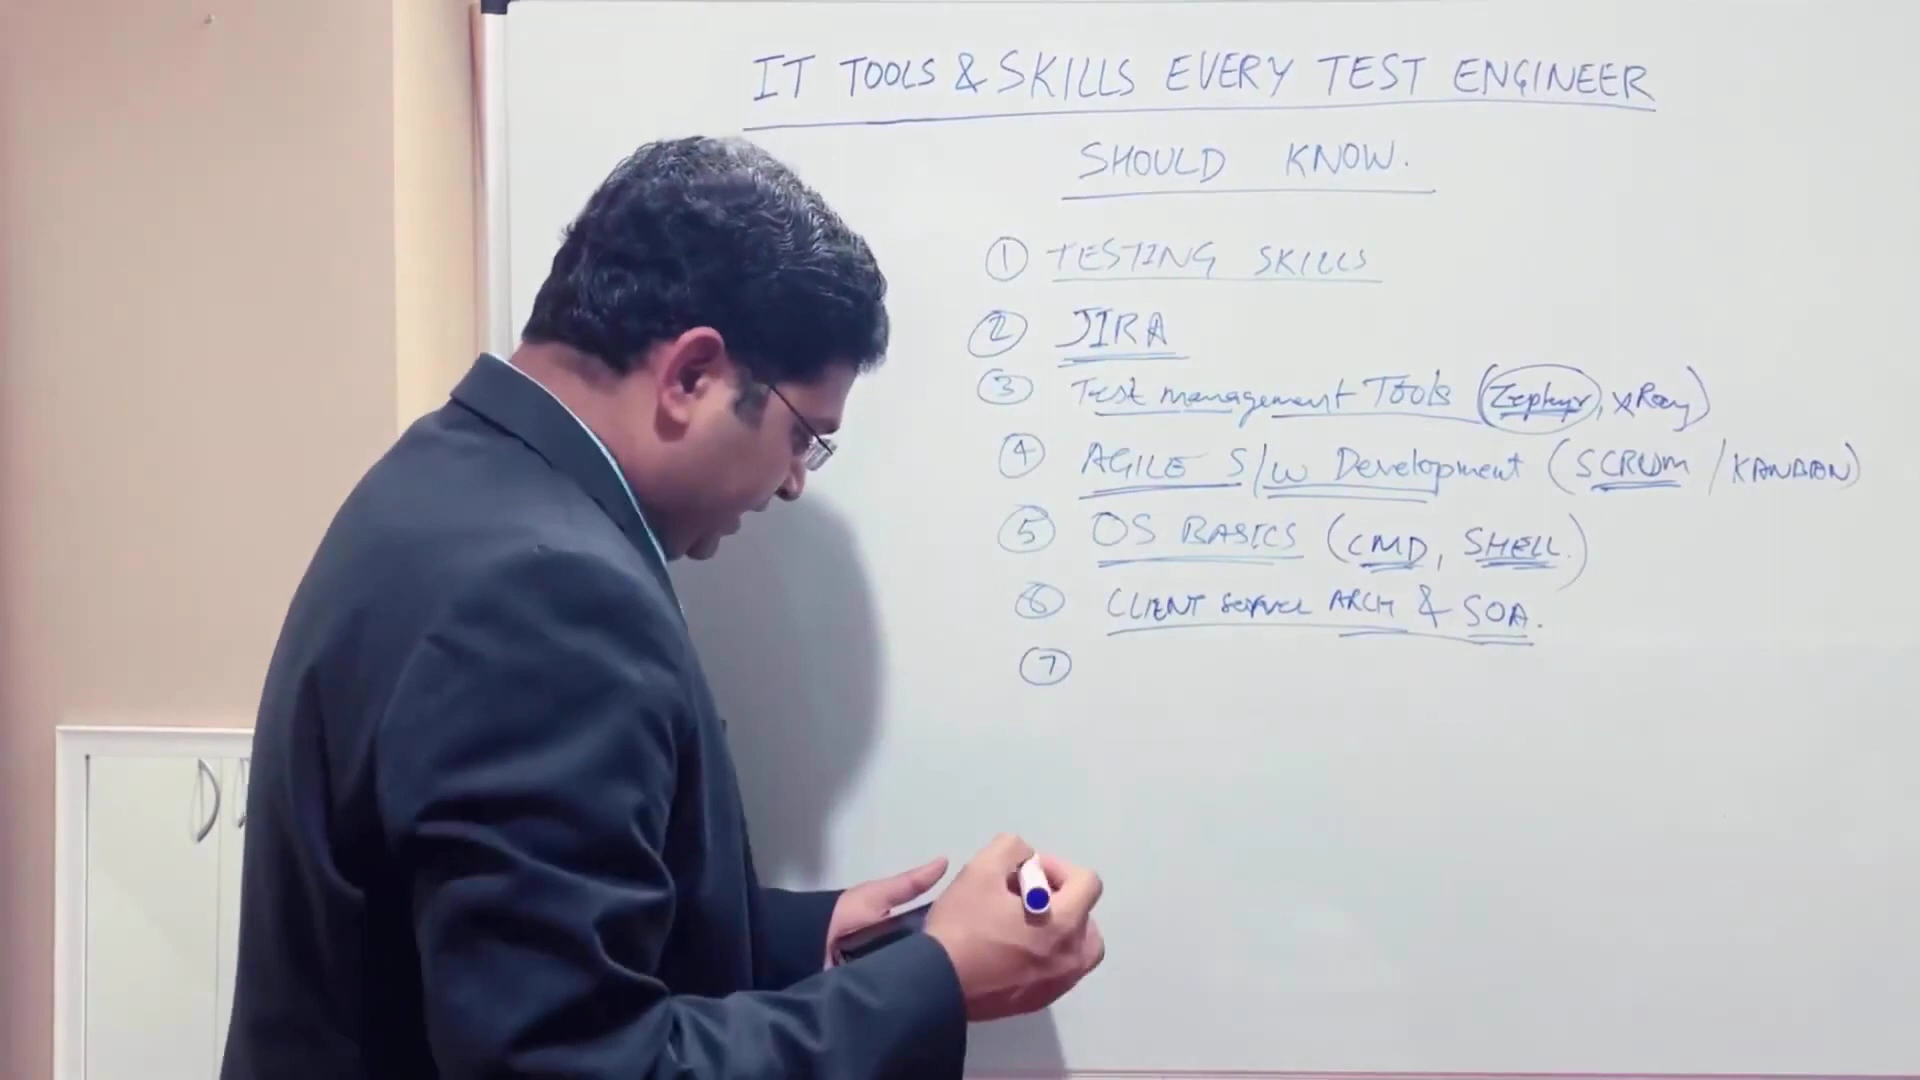 IT TOOLS & SKILLS EVERY TEST ENGINEER
SHOULD KNOW.
1 TESTING SKILLS
2 JIRA
3 Test management Tools (Zephyr, xRay)
4 AGILE S/W Development (SCRUM / KANBAN)
5 OS BASICS (CMD, SHELL.)
6 CLIENT server ARCH & SOA.
7